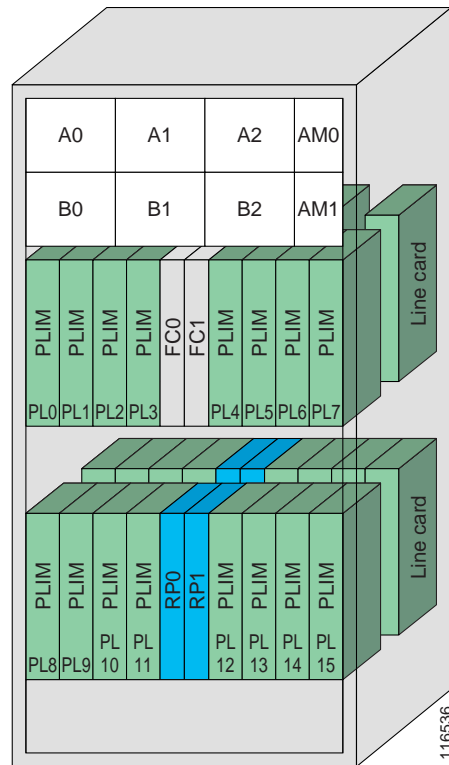 A0 A1 A2 AM0
B0 B1 B2 AM1
PLIM PLIM PLIM PLIM FC0 FC1 PLIM PLIM PLIM PLIM Line card
PL0 PL1 PL2 PL3 PL4 PL5 PL6 PL7
PLIM PLIM PLIM PLIM RP0 RP1 PLIM PLIM PLIM PLIM Line card
PL PL PL PL PL PL
PL8 PL9 10 11 12 13 14 15
116536